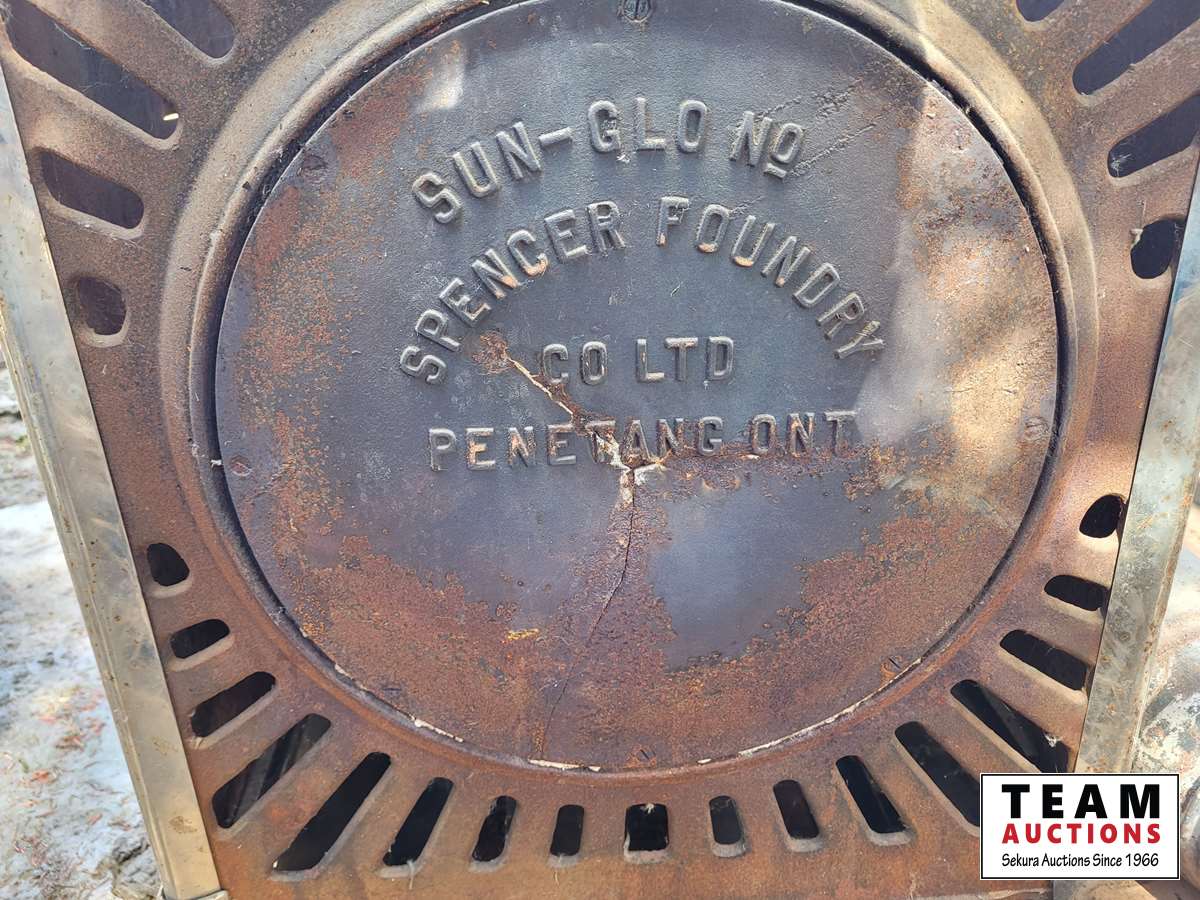 SUN-GLO No
SPENCER FOUNDRY
CO LTD
PENETANG ONT
TEAM
AUCTIONS
Sekura Auctions Since 1966